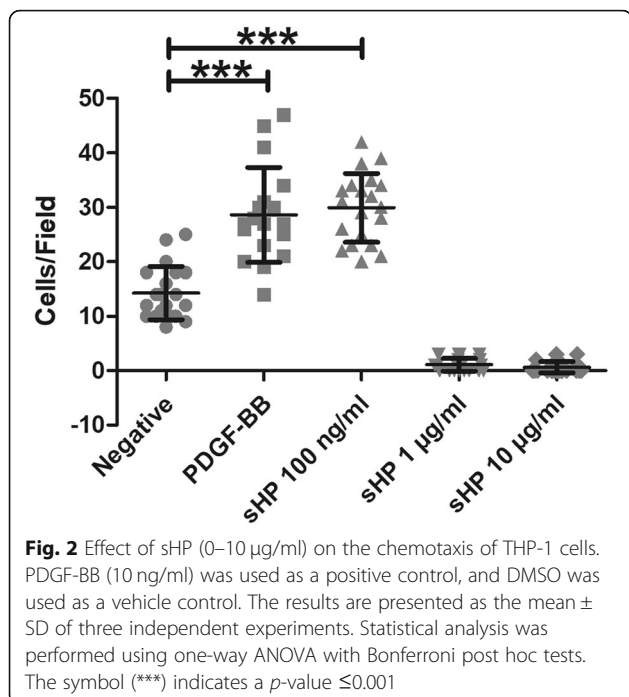 ***
***
50
40
30
20
10
0
-10
Cells/Field
Negative
PDGF-BB
sHP 100 ng/ml
sHP 1 µg/ml
sHP 10 µg/ml
Fig. 2 Effect of sHP (0–10 µg/ml) on the chemotaxis of THP-1 cells.
PDGF-BB (10 ng/ml) was used as a positive control, and DMSO was
used as a vehicle control. The results are presented as the mean ±
SD of three independent experiments. Statistical analysis was
performed using one-way ANOVA with Bonferroni post hoc tests.
The symbol (***) indicates a p-value ≤0.001